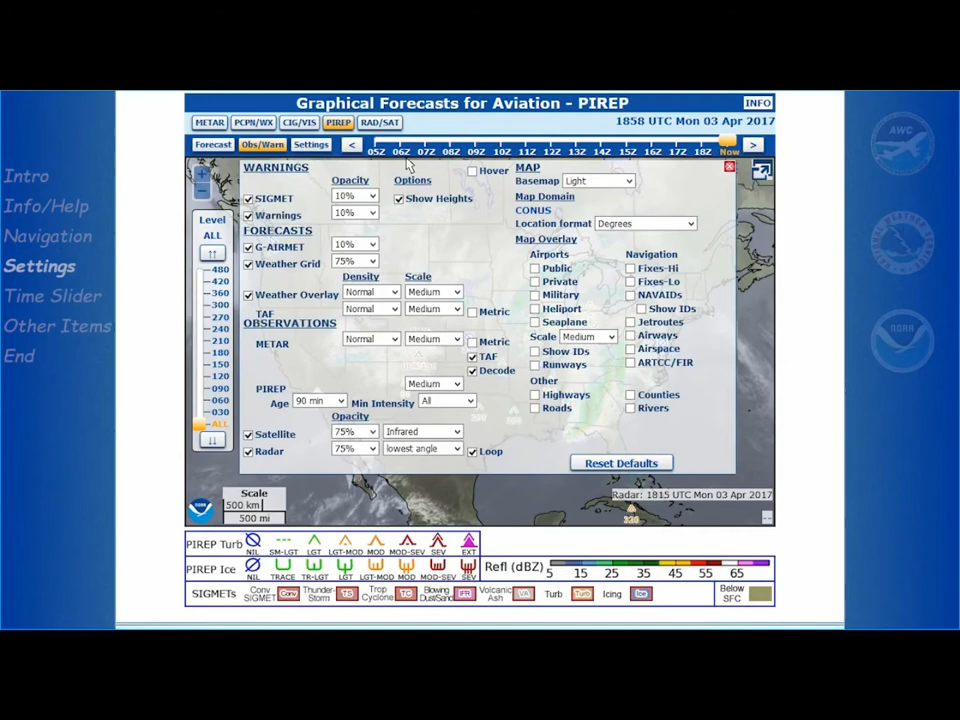 Graphical Forecasts for Aviation - PIREP
INFO
METAR PCPN/WX CIG/VIS PIREP RAD/SAT
1858 UTC Mon 03 Apr 2017
Forecast Obs/Warn Settings < 05Z 06Z 07Z 08Z 09Z 10Z 11Z 12Z 13Z 14Z 15Z 16Z 17Z 18Z Now >
Intro
Info/Help
Navigation
Settings
Time Slider
Other Items
End
+
-
Level
ALL
↑↑
480
420
360
300
270
240
210
180
150
120
090
060
030
ALL
↓↓
WARNINGS
Opacity Options Hover
SIGMET 10% Show Heights
Warnings 10%
FORECASTS
G-AIRMET 10%
Weather Grid 75%
Density Scale
Weather Overlay Normal Medium
TAF Normal Medium Metric
OBSERVATIONS
METAR Normal Medium Metric
TAF
Decode
PIREP Medium
Age 90 min Min Intensity All
Opacity
Satellite 75% Infrared
Radar 75% lowest angle Loop
MAP
Basemap Light
Map Domain
CONUS
Location format Degrees
Map Overlay
Airports Navigation
Public Fixes-Hi
Private Fixes-Lo
Military NAVAIDs
Heliport Show IDs
Seaplane Jetroutes
Scale Medium Airways
Show IDs Airspace
Runways ARTCC/FIR
Other
Highways Counties
Roads Rivers
Reset Defaults
Scale
500 km
500 mi
Radar: 1815 UTC Mon 03 Apr 2017
PIREP Turb NIL SM-LGT LGT LGT-MOD MOD MOD-SEV SEV EXT
PIREP Ice NIL TRACE TR-LGT LGT LGT-MOD MOD MOD-SEV SEV
Refl (dBZ) 5 15 25 35 45 55 65
SIGMETs Conv SIGMET Conv Thunder-Storm TS Trop Cyclone TC Blowing Dust/Sand IFR Volcanic Ash VA Turb Turb Icing Ice Below SFC
AWC
NOAA